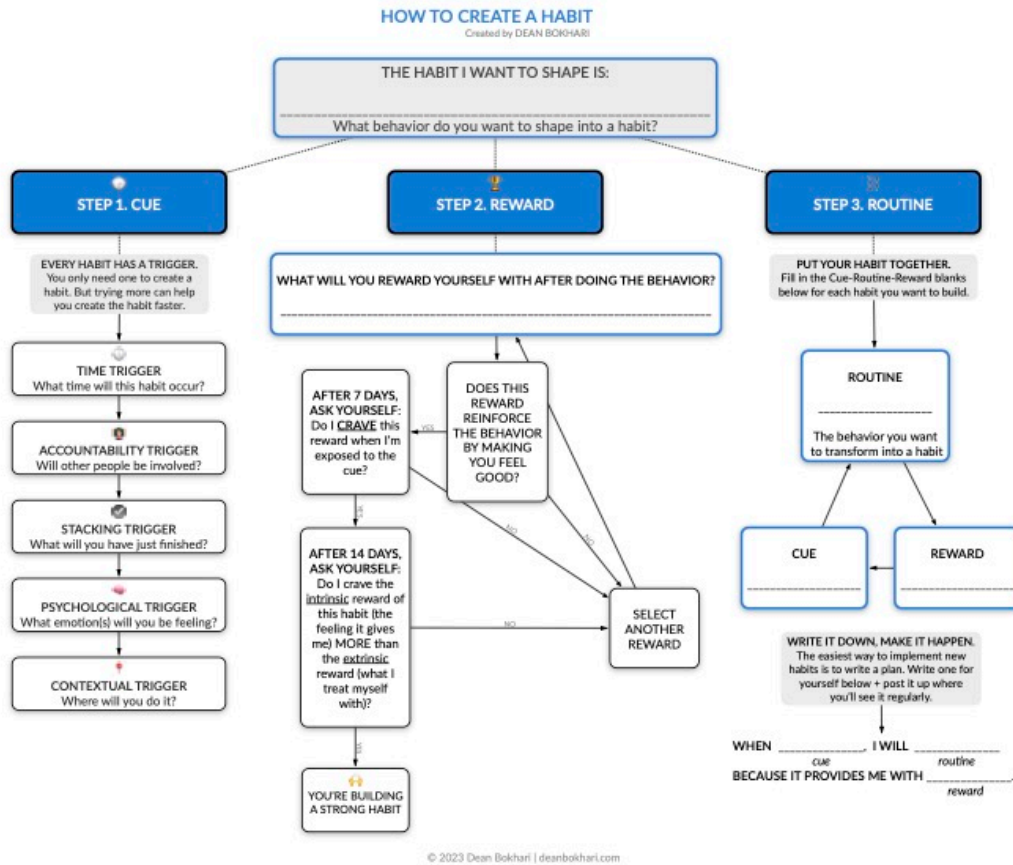 HOW TO CREATE A HABIT
Created by DEAN BOKHARI
THE HABIT I WANT TO SHAPE IS:
What behavior do you want to shape into a habit?
STEP 1. CUE
EVERY HABIT HAS A TRIGGER.
You only need one to create a
habit. But trying more can help
you create the habit faster.
TIME TRIGGER
What time will this habit occur?
ACCOUNTABILITY TRIGGER
Will other people be involved?
STACKING TRIGGER
What will you have just finished?
PSYCHOLOGICAL TRIGGER
What emotion(s) will you be feeling?
CONTEXTUAL TRIGGER
Where will you do it?
STEP 2. REWARD
WHAT WILL YOU REWARD YOURSELF WITH AFTER DOING THE BEHAVIOR?
DOES THIS
REWARD
REINFORCE
THE BEHAVIOR
BY MAKING
YOU FEEL
GOOD?
YES
NO
AFTER 7 DAYS,
ASK YOURSELF:
Do I CRAVE this
reward when I'm
exposed to the
cue?
YES
NO
AFTER 14 DAYS,
ASK YOURSELF:
Do I crave the
intrinsic reward of
this habit (the
feeling it gives
me) MORE than
the extrinsic
reward (what I
treat myself
with)?
YES
NO
SELECT
ANOTHER
REWARD
YOU'RE BUILDING
A STRONG HABIT
STEP 3. ROUTINE
PUT YOUR HABIT TOGETHER.
Fill in the Cue-Routine-Reward blanks
below for each habit you want to build.
ROUTINE
The behavior you want
to transform into a habit
CUE
REWARD
WRITE IT DOWN, MAKE IT HAPPEN.
The easiest way to implement new
habits is to write a plan. Write one for
yourself below + post it up where
you'll see it regularly.
WHEN ______________, I WILL ______________
cue routine
BECAUSE IT PROVIDES ME WITH ______________.
reward
© 2023 Dean Bokhari | deanbokhari.com